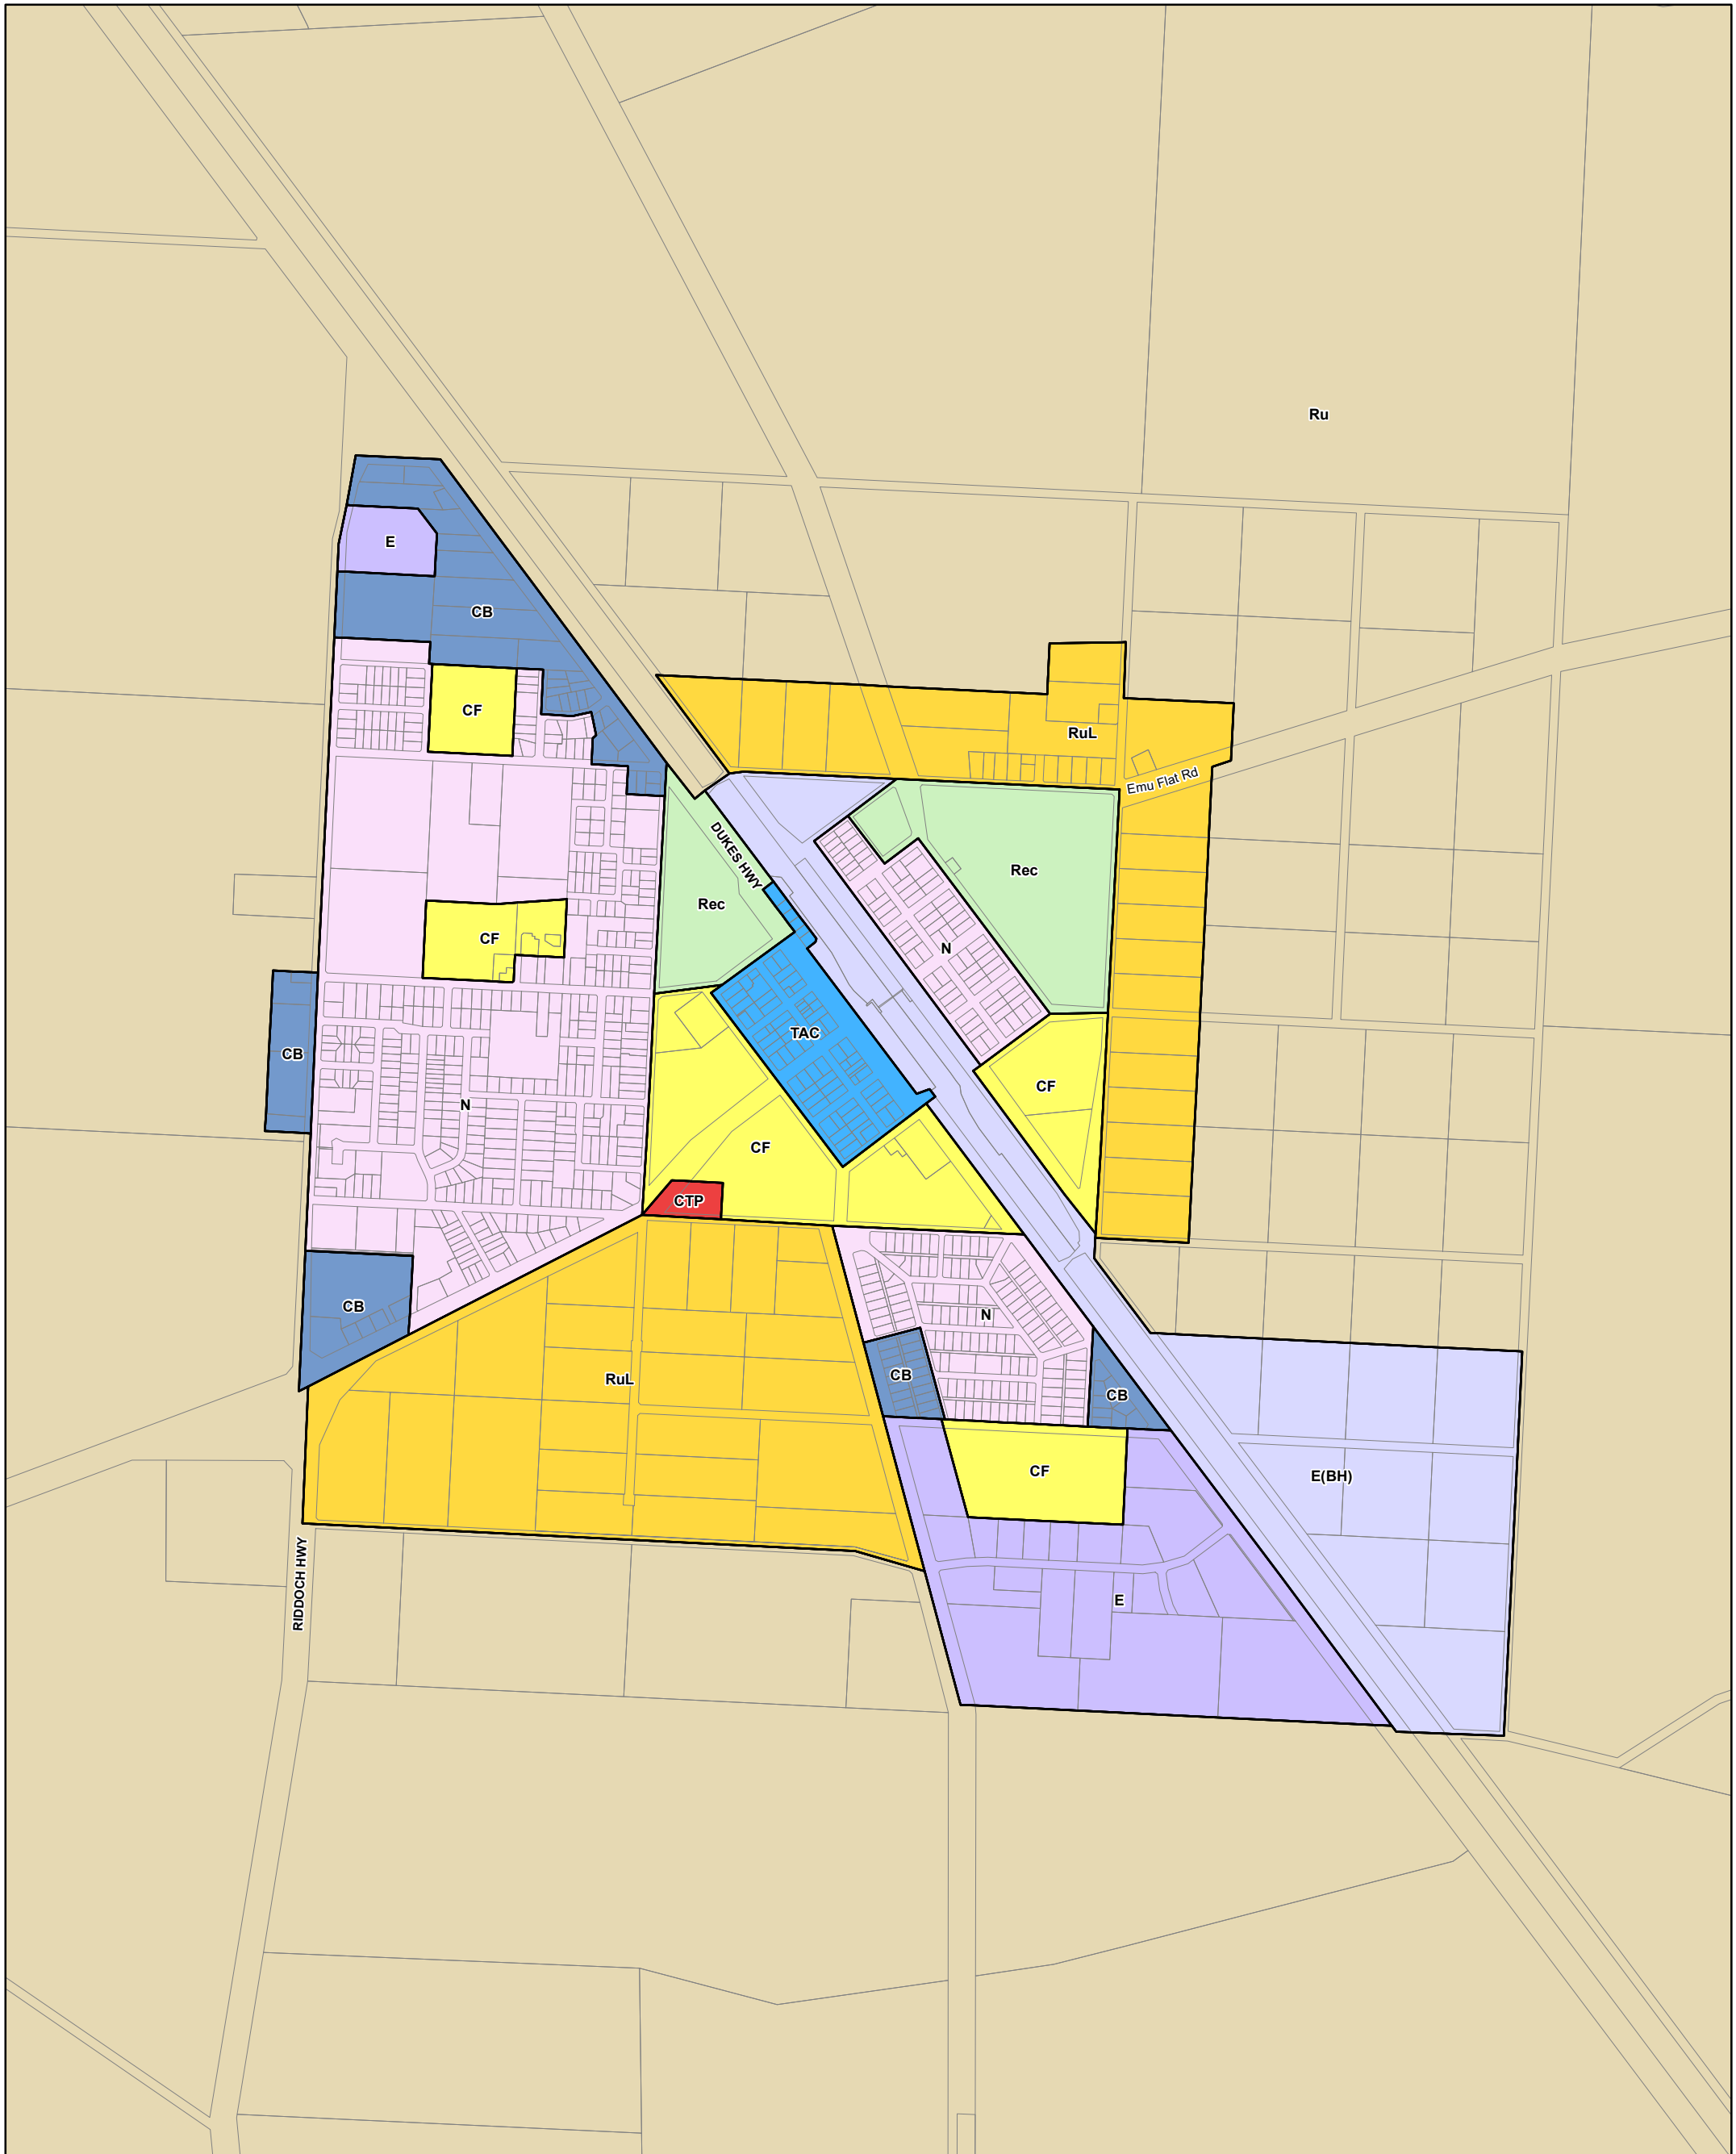 Ru
E
CB
CF
RuL
Emu Flat Rd
DUKES HWY
Rec
Rec
CF
N
TAC
CB
CF
N
CF
CTP
CB
N
RuL
CB
CB
CF
E(BH)
RIDDOCH HWY
E